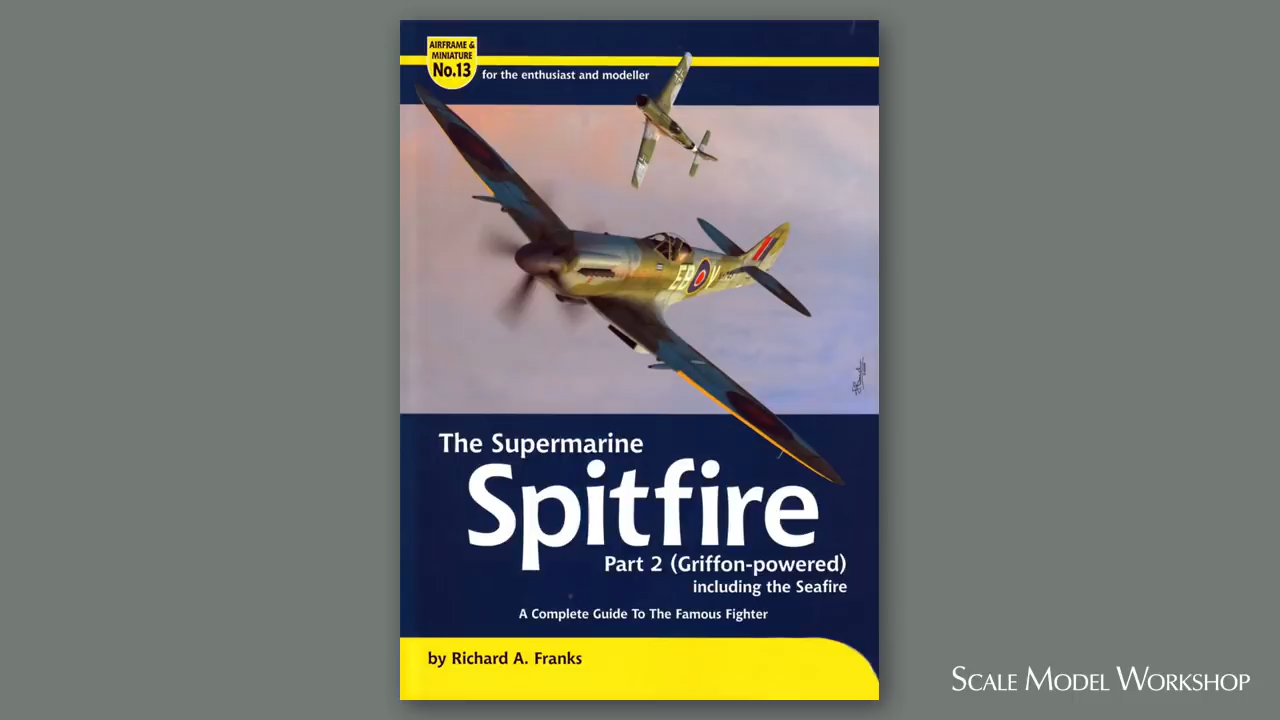 AIRFRAME &
MINIATURE
No.13
for the enthusiast and modeller
EB V
The Supermarine
Spitfire
Part 2 (Griffon-powered)
including the Seafire
A Complete Guide To The Famous Fighter
by Richard A. Franks
SCALE MODEL WORKSHOP